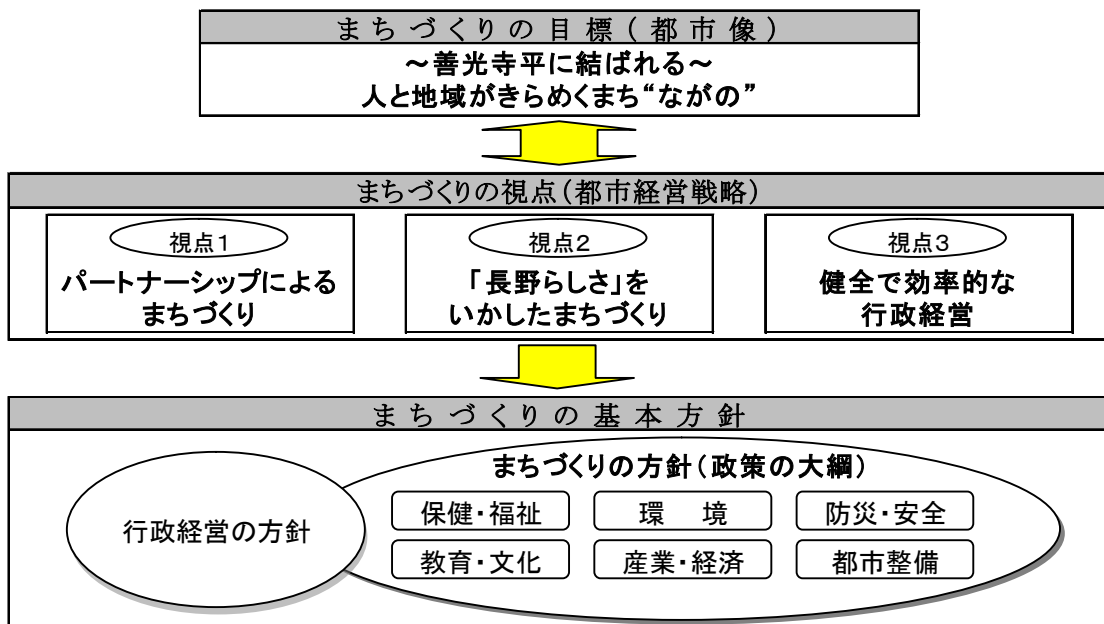 まちづくりの目標(都市像)
~善光寺平に結ばれる~
人と地域がきらめくまち“ながの”
まちづくりの視点(都市経営戦略)
視点1
パートナーシップによる
まちづくり
視点2
「長野らしさ」を
いかしたまちづくり
視点3
健全で効率的な
行政経営
まちづくりの基本方針
行政経営の方針
まちづくりの方針(政策の大綱)
保健・福祉
環 境
防災・安全
教育・文化
産業・経済
都市整備